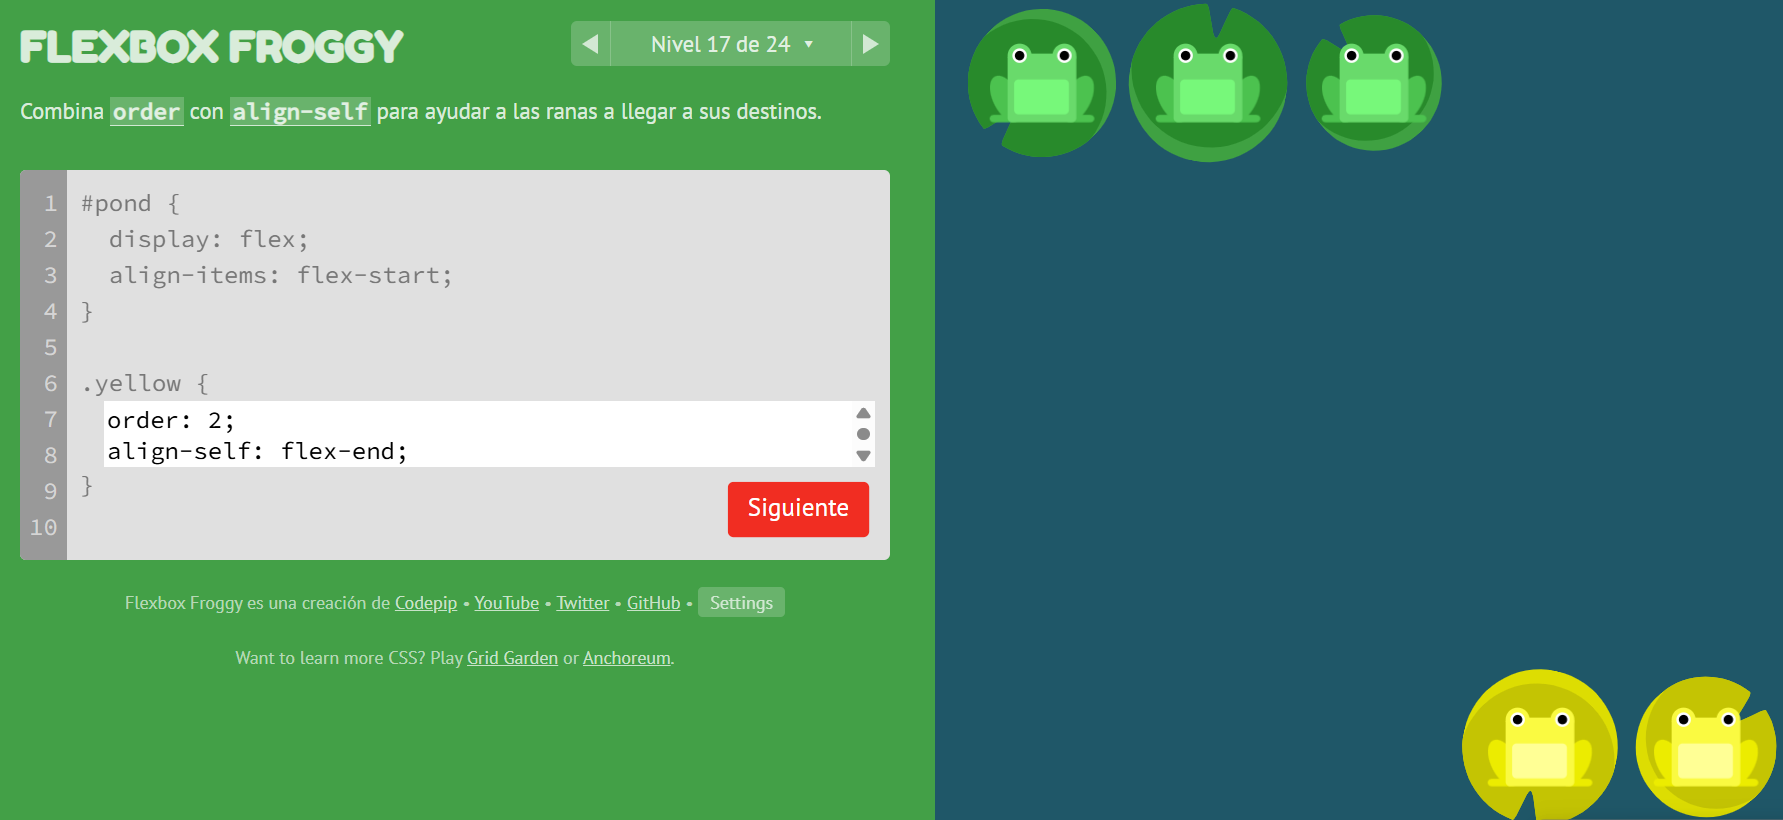 FLEXBOX FROGGY
Nivel 17 de 24
Combina order con align-self para ayudar a las ranas a llegar a sus destinos.
1 #pond {
2 display: flex;
3 align-items: flex-start;
4 }
5
6 .yellow {
7 order: 2;
8 align-self: flex-end;
9 }
10
Siguiente
Flexbox Froggy es una creación de Codepip • YouTube • Twitter • GitHub • Settings
Want to learn more CSS? Play Grid Garden or Anchoreum.